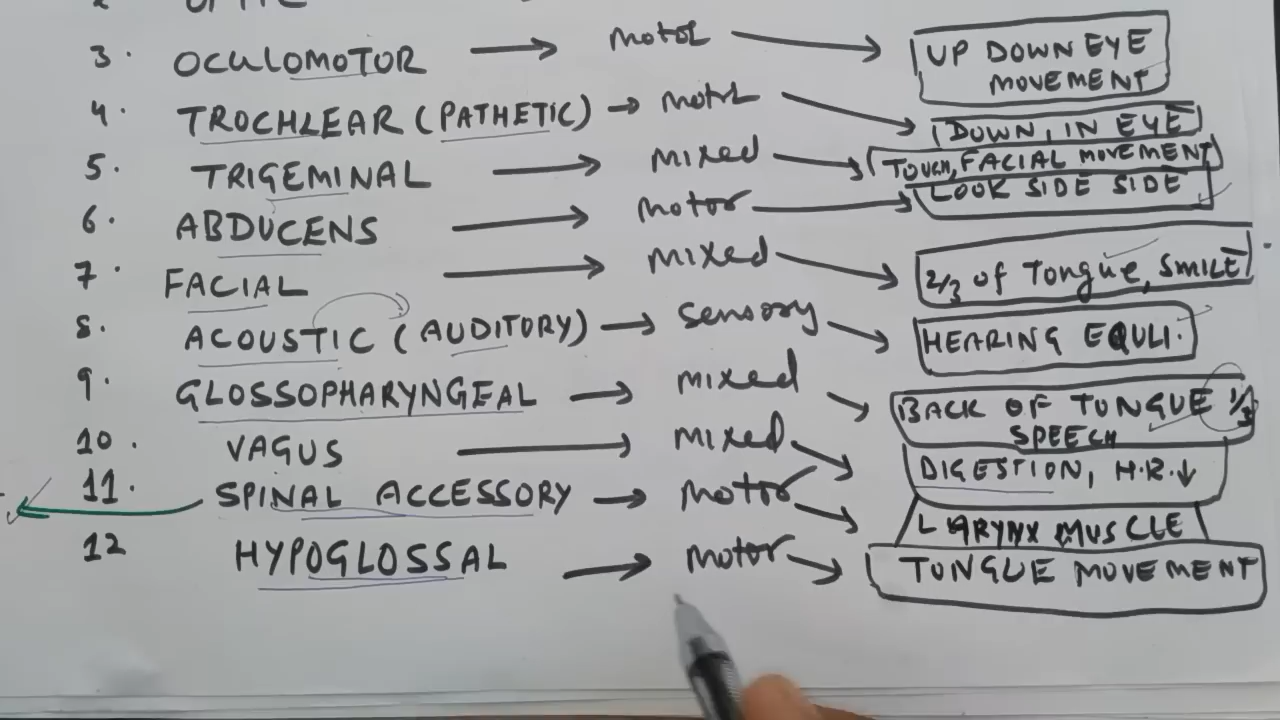 2 OPTIC
3. OCULOMOTOR → motor → UP DOWN EYE MOVEMENT
4. TROCHLEAR (PATHETIC) → motor → DOWN, IN EYE
5. TRIGEMINAL → mixed → TOUGH, FACIAL MOVEMENT
6. ABDUCENS → motor → LOOK SIDE SIDE
7. FACIAL → mixed → 2/3 of Tongue, SMILE
8. ACOUSTIC (AUDITORY) → sensory → HEARING EQULI.
9. GLOSSOPHARYNGEAL → mixed → BACK OF TONGUE 1/3 SPEECH
10. VAGUS → mixed → DIGESTION, H.R↓
11. SPINAL ACCESSORY → motor → LARYNX MUSCLE
12 HYPOGLOSSAL → motor → TONGUE MOVEMENT